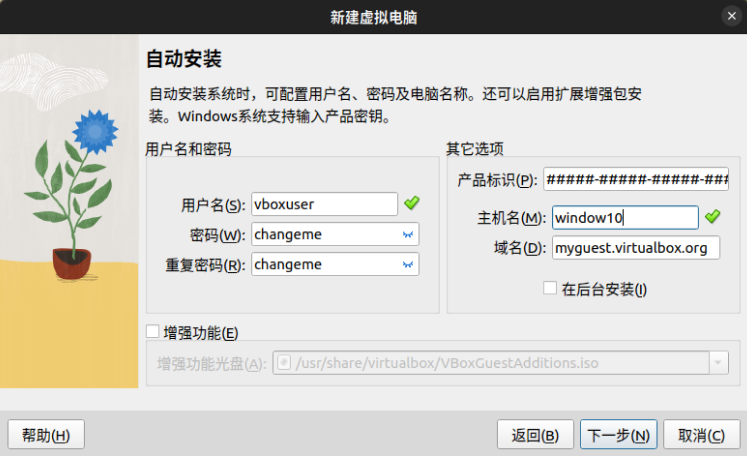 新建虚拟电脑
自动安装
自动安装系统时，可配置用户名、密码及电脑名称。还可以启用扩展增强包安
装。Windows系统支持输入产品密钥。
用户名和密码
用户名(S): vboxuser
密码(W): changeme
重复密码(R): changeme
其它选项
产品标识(P): #####-#####-#####-###
主机名(M): window10
域名(D): myguest.virtualbox.org
在后台安装(I)
增强功能(E)
增强功能光盘(A): /usr/share/virtualbox/VBoxGuestAdditions.iso
帮助(H) 返回(B) 下一步(N) 取消(C)